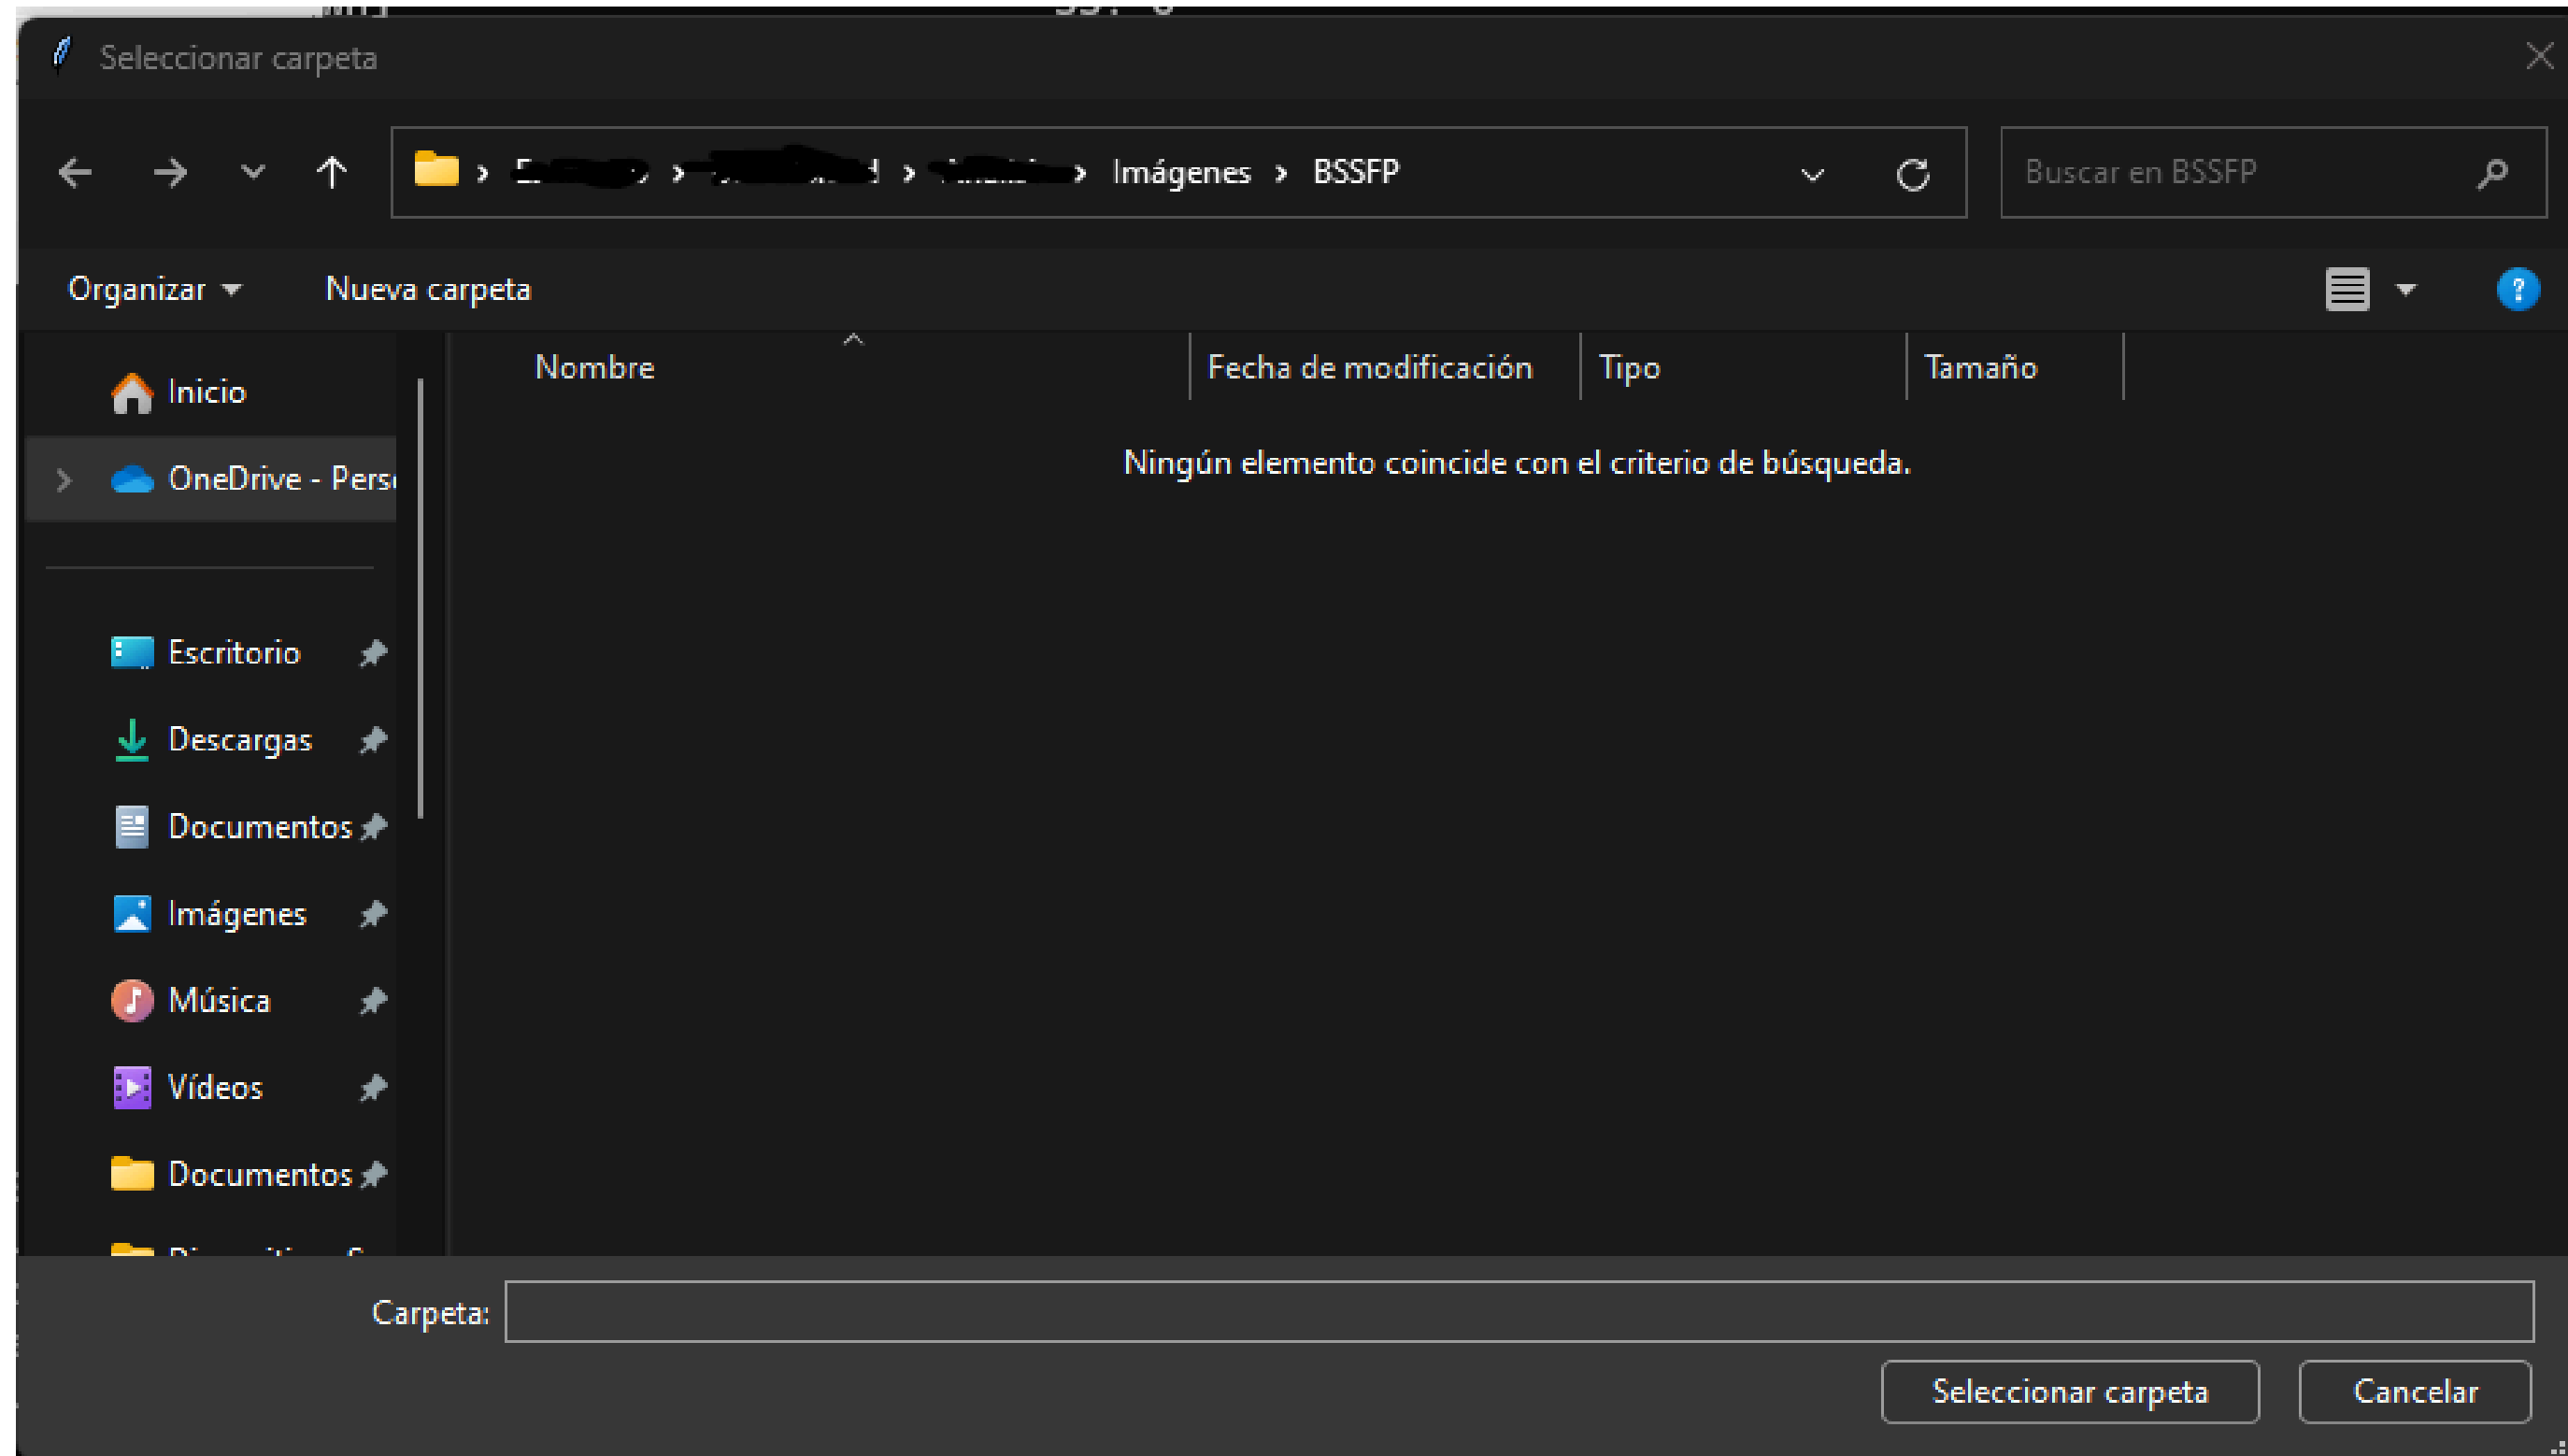 Seleccionar carpeta
Imágenes › BSSFP
Buscar en BSSFP
Organizar
Nueva carpeta
Nombre
Fecha de modificación
Tipo
Tamaño
Inicio
Ningún elemento coincide con el criterio de búsqueda.
OneDrive -
Escritorio
Descargas
Documentos
Imágenes
Música
Vídeos
Documentos
Carpeta:
Seleccionar carpeta
Cancelar